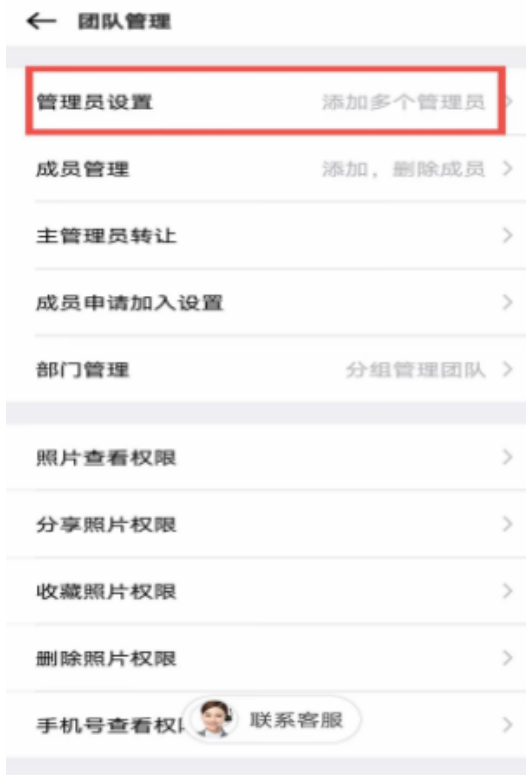 团队管理
管理员设置 添加多个管理员
成员管理 添加，删除成员
主管理员转让
成员申请加入设置
部门管理 分组管理团队
照片查看权限
分享照片权限
收藏照片权限
删除照片权限
手机号查看权
联系客服